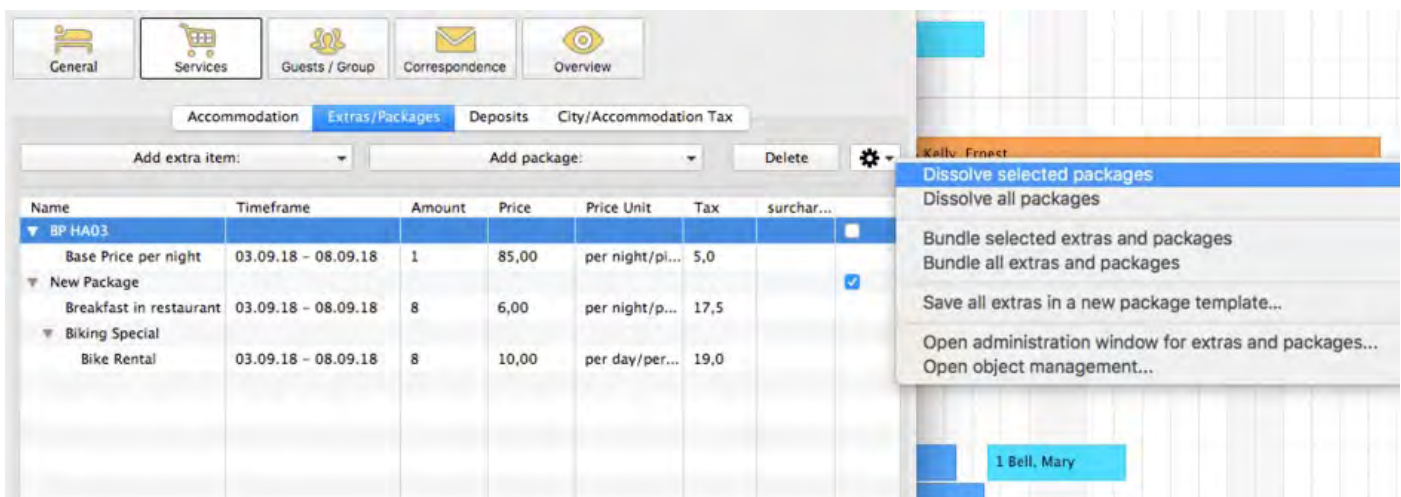 General Services Guests / Group Correspondence Overview
Accommodation Extras/Packages Deposits City/Accommodation Tax
Add extra item: Add package: Delete
Kelly, Ernest
Dissolve selected packages
Dissolve all packages
Bundle selected extras and packages
Bundle all extras and packages
Save all extras in a new package template...
Open administration window for extras and packages...
Open object management...
Name Timeframe Amount Price Price Unit Tax surchar...
BP HA03
Base Price per night 03.09.18 – 08.09.18 1 85,00 per night/pi... 5,0
New Package
Breakfast in restaurant 03.09.18 – 08.09.18 8 6,00 per night/p... 17,5
Biking Special
Bike Rental 03.09.18 – 08.09.18 8 10,00 per day/per... 19,0
1 Bell, Mary